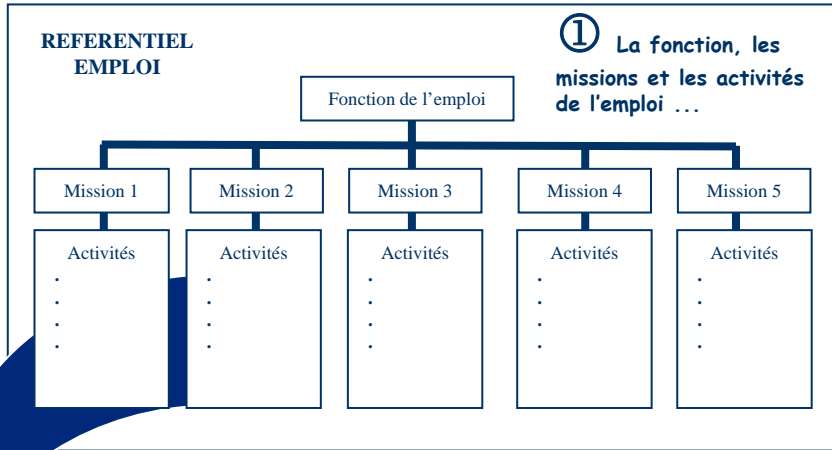 REFERENTIEL
EMPLOI
① La fonction, les
missions et les activités
de l'emploi ...
Fonction de l'emploi
Mission 1
Mission 2
Mission 3
Mission 4
Mission 5
Activités
.
.
.
.
Activités
.
.
.
.
Activités
.
.
.
.
Activités
.
.
.
.
Activités
.
.
.
.